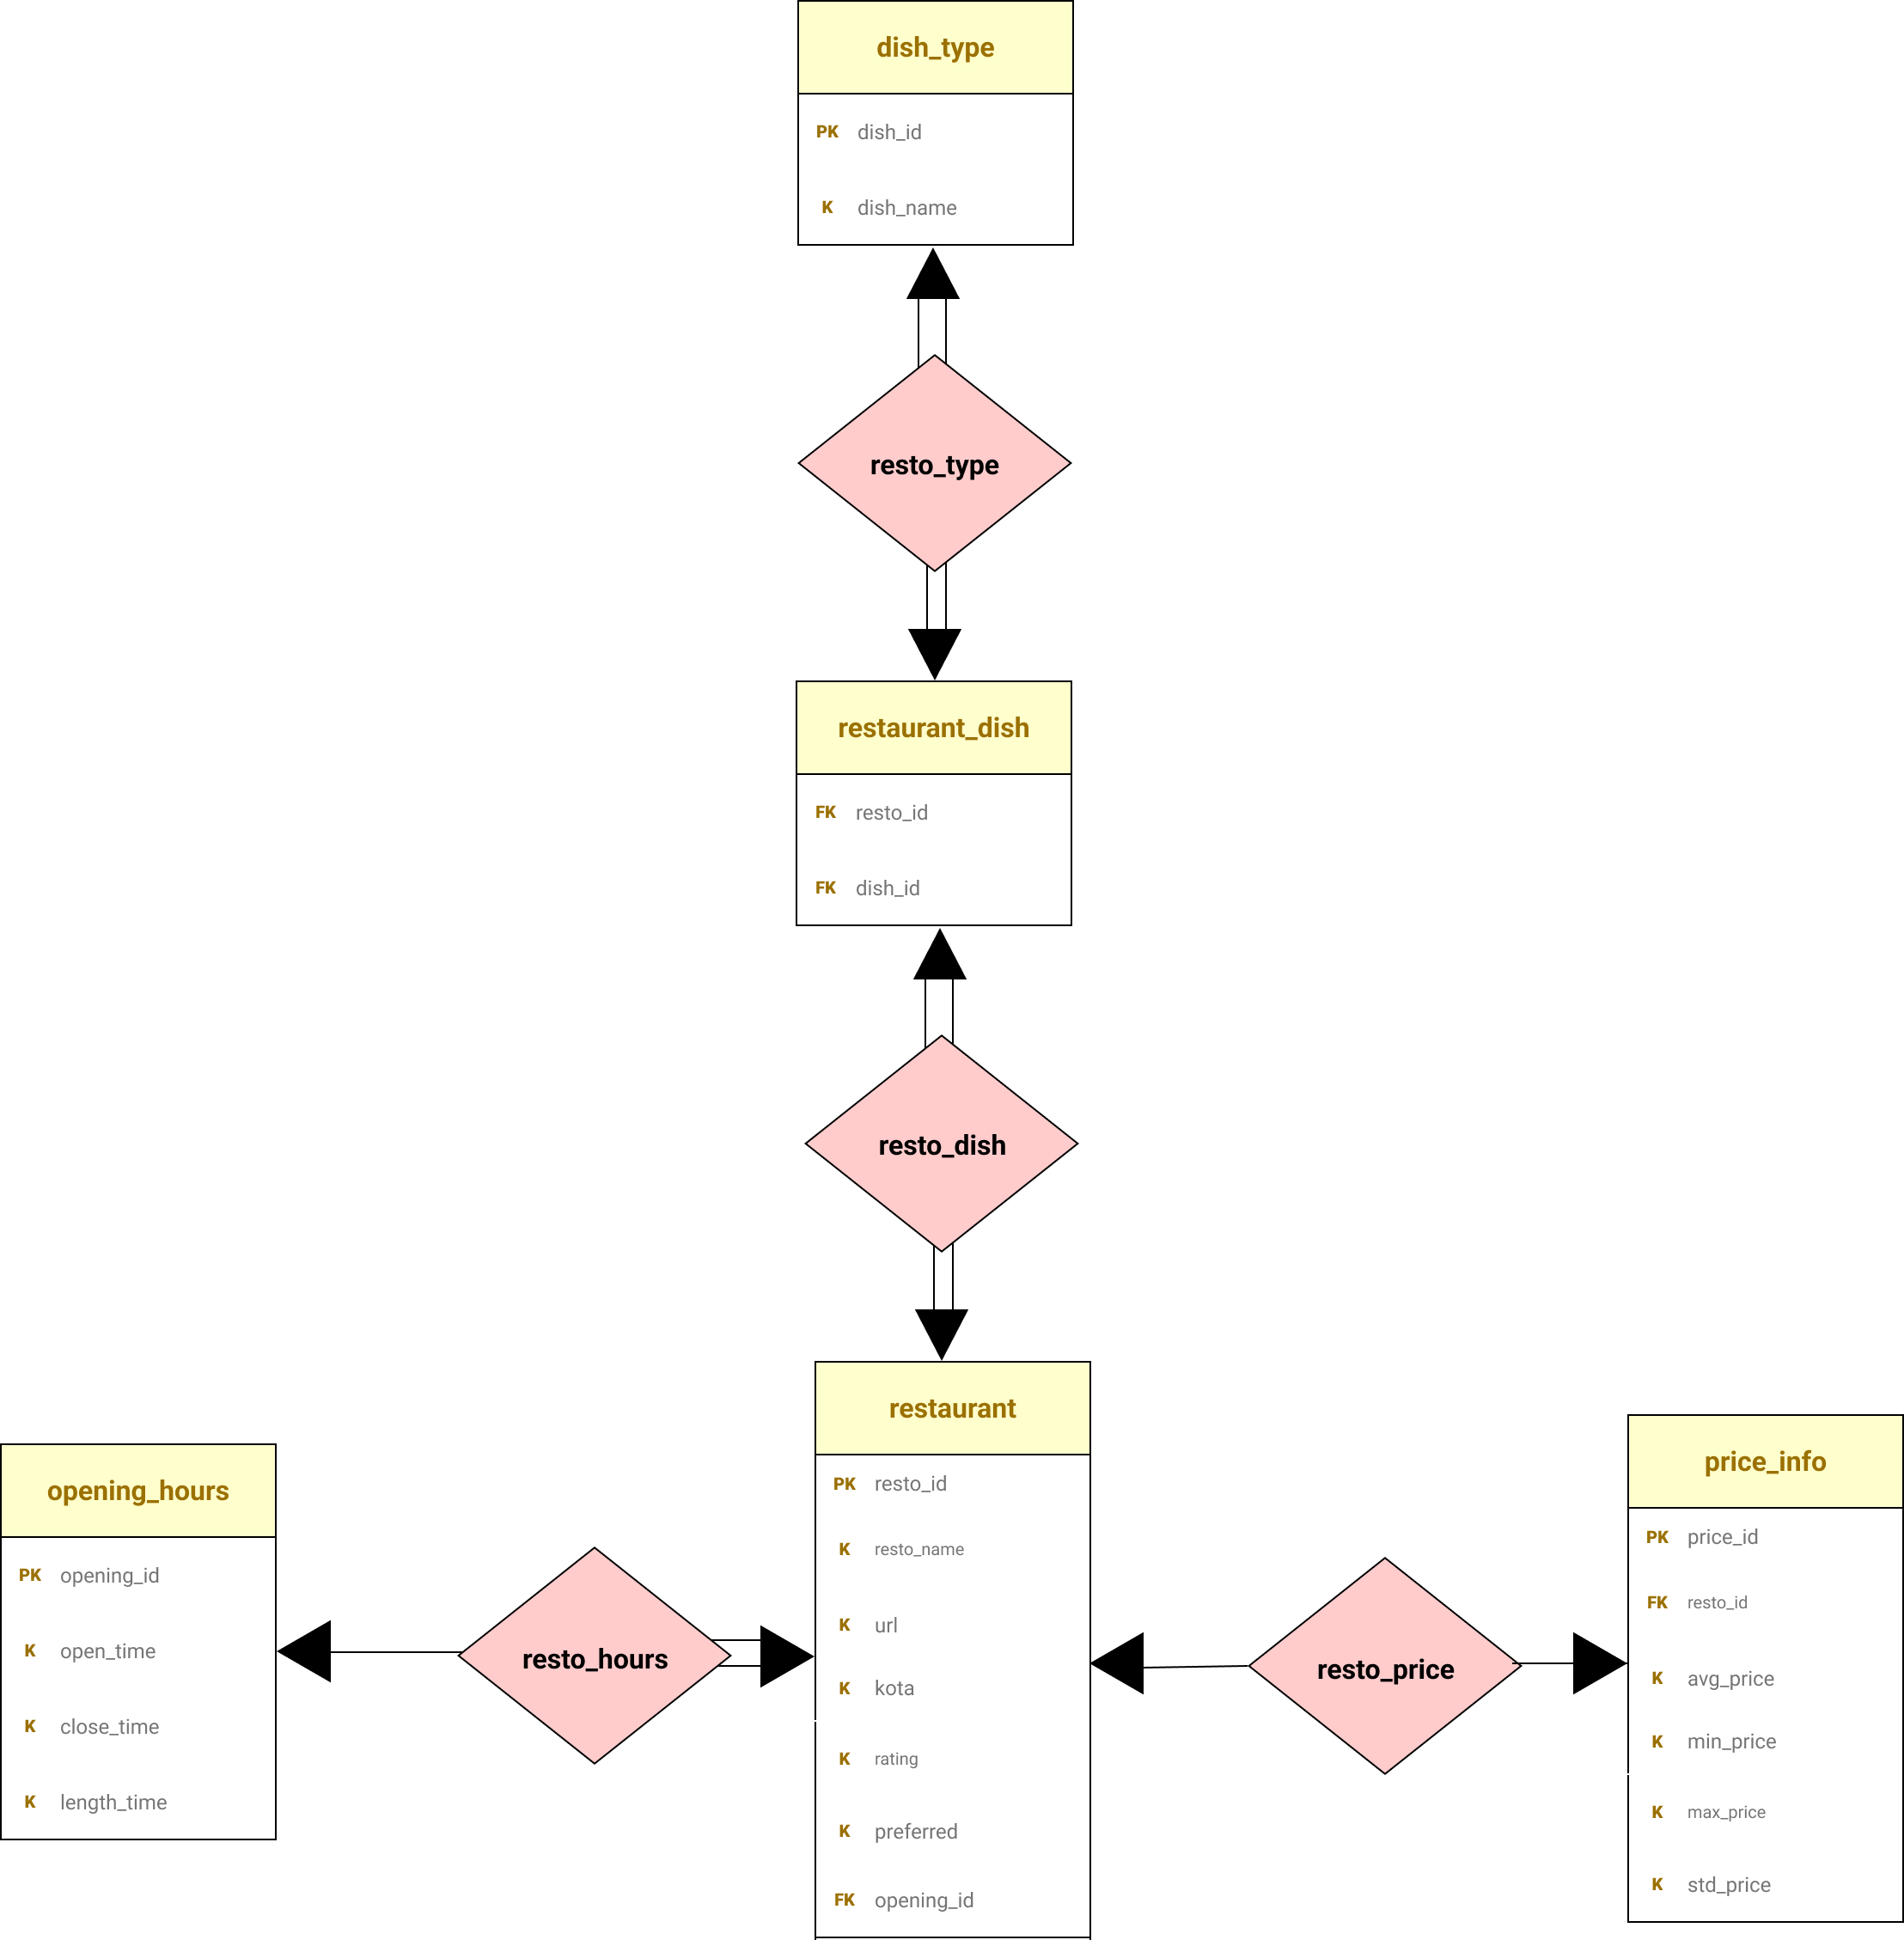 dish_type
PK dish_id
K dish_name
resto_type
restaurant_dish
FK resto_id
FK dish_id
resto_dish
restaurant
PK resto_id
K resto_name
K url
K kota
K rating
K preferred
FK opening_id
opening_hours
PK opening_id
K open_time
K close_time
K length_time
resto_hours
resto_price
price_info
PK price_id
FK resto_id
K avg_price
K min_price
K max_price
K std_price